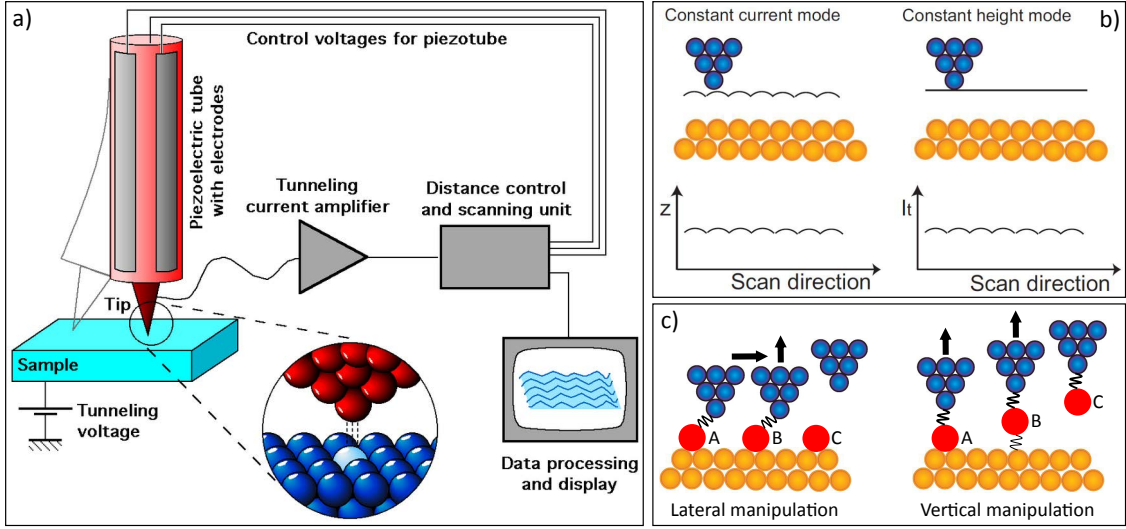 a)
Control voltages for piezotube
Piezoelectric tube
with electrodes
Tunneling
current amplifier
Distance control
and scanning unit
Tip
Sample
Tunneling
voltage
Data processing
and display
b)
Constant current mode
Constant height mode
z
Scan direction
It
Scan direction
c)
A
B
C
Lateral manipulation
A
B
C
Vertical manipulation